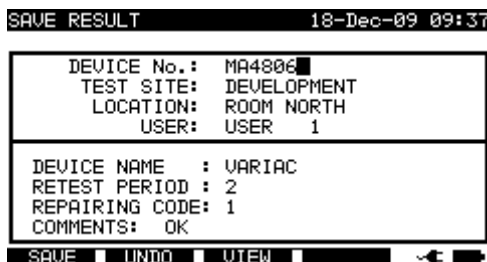 SAVE RESULT 18-Dec-09 09:37
DEVICE No.: MA4806
TEST SITE: DEVELOPMENT
LOCATION: ROOM NORTH
USER: USER 1
DEVICE NAME : VARIAC
RETEST PERIOD : 2
REPAIRING CODE: 1
COMMENTS: OK
SAVE UNDO VIEW